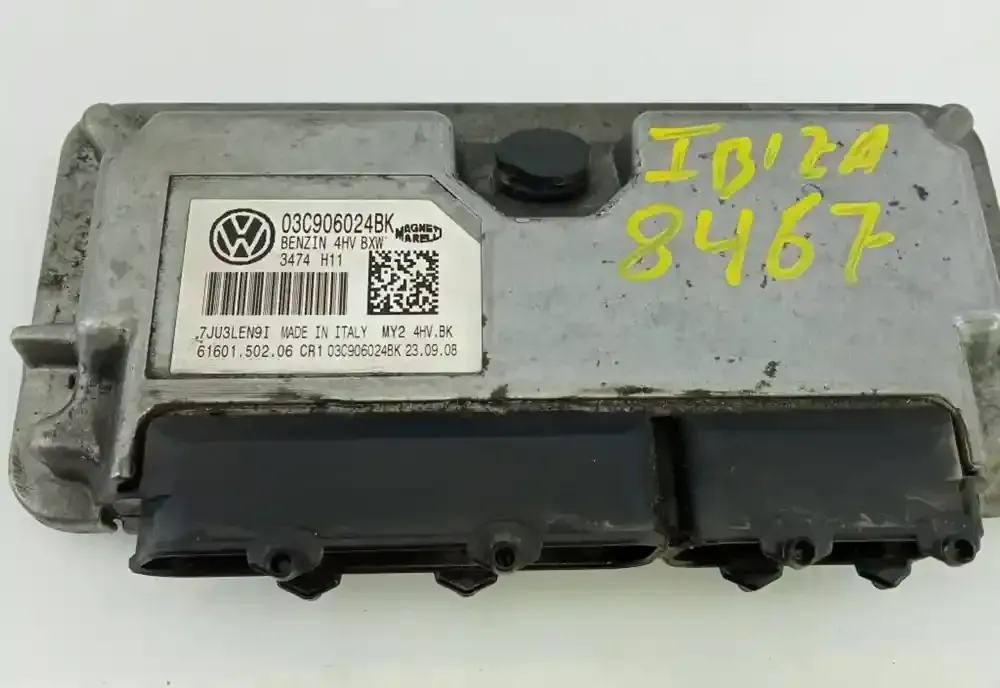 03C906024BK
BENZIN 4HV BXW
MAGNETI
MARELLI
3474 H11
7JU3LEN9I MADE IN ITALY MY2 4HV.BK
61601.502.06 CR1 03C906024BK 23.09.08
IBIZA
8467